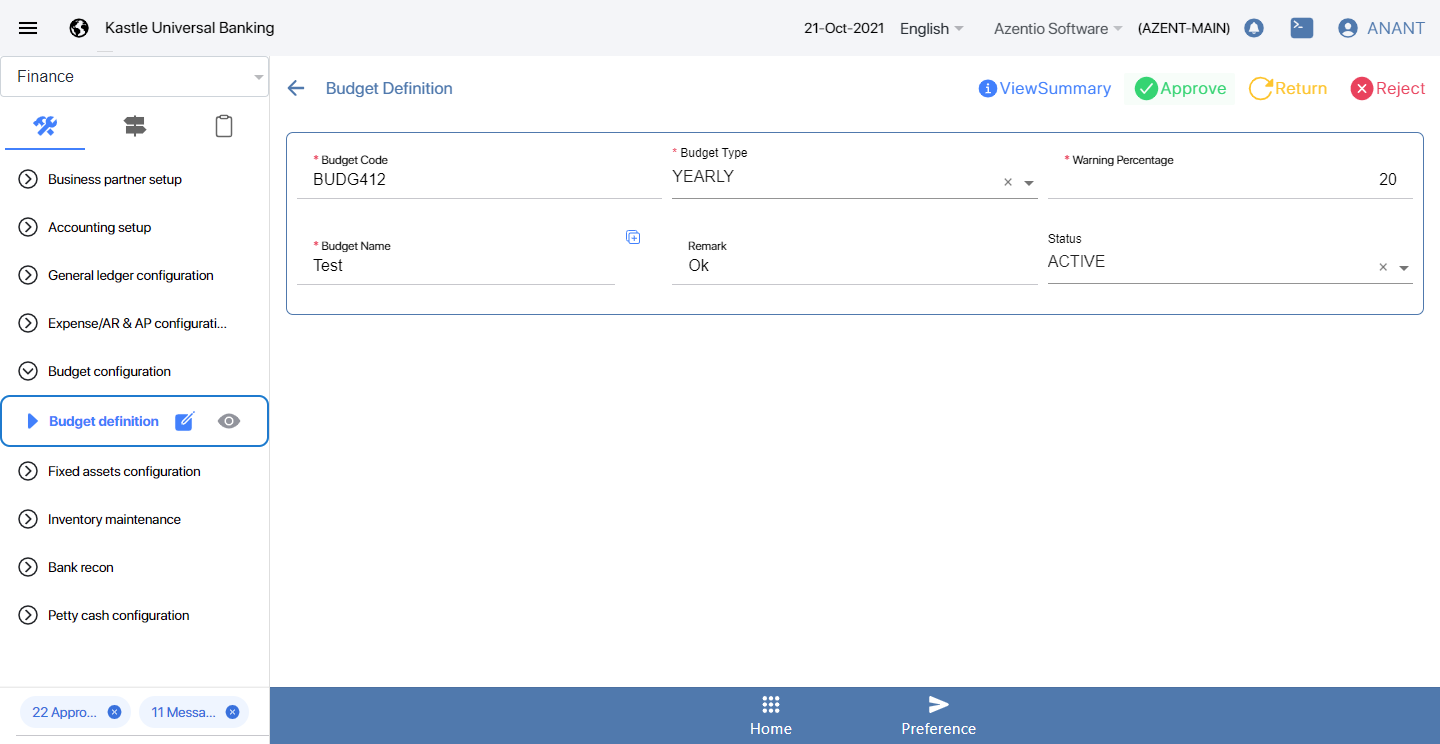 Kastle Universal Banking
21-Oct-2021 English Azentio Software (AZENT-MAIN) ANANT
Finance
Budget Definition
ViewSummary Approve Return Reject
Business partner setup
Accounting setup
General ledger configuration
Expense/AR & AP configurati...
Budget configuration
Budget definition
Fixed assets configuration
Inventory maintenance
Bank recon
Petty cash configuration
* Budget Code
BUDG412
* Budget Type
YEARLY
* Warning Percentage
20
* Budget Name
Test
Remark
Ok
Status
ACTIVE
22 Appro... 11 Messa...
Home Preference